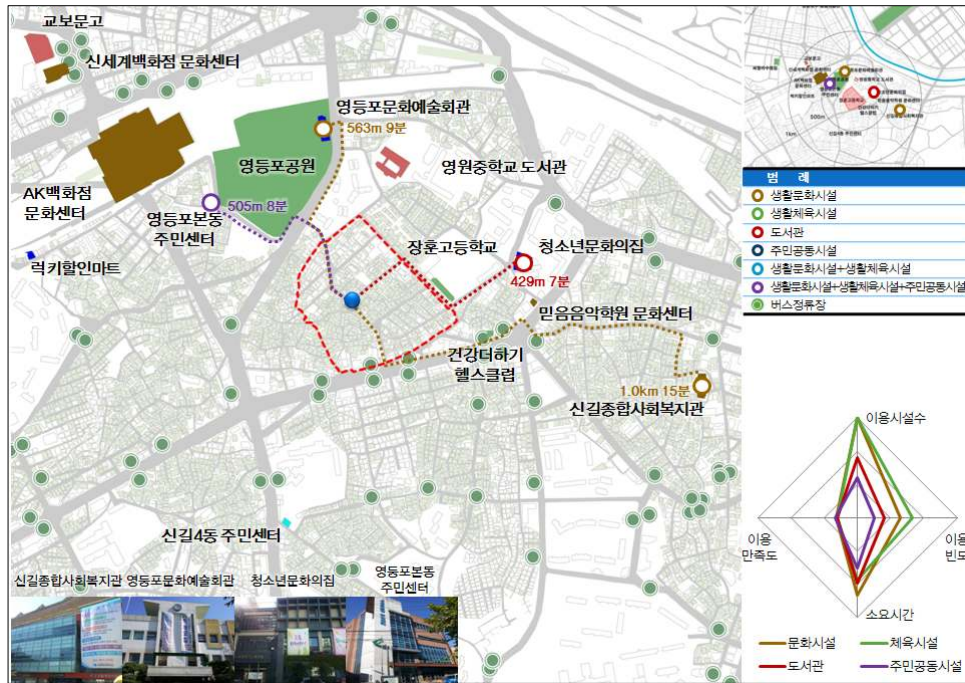 교보문고
신세계백화점 문화센터
영등포문화예술회관
563m 9분
영등포공원
영원중학교 도서관
AK백화점
문화센터
505m 8분
영등포본동
주민센터
장훈고등학교
청소년문화의집
429m 7분
럭키할인마트
믿음음악학원 문화센터
건강더하기
헬스클럽
1.0km 15분
신길종합사회복지관
신길4동 주민센터
신길종합사회복지관
영등포문화예술회관
청소년문화의집
영등포본동
주민센터
500m
1km
신길4동 주민센터
범 례
생활문화시설
생활체육시설
도서관
주민공동시설
생활문화시설+생활체육시설
생활문화시설+생활체육시설+주민공동시설
버스정류장
이용시설수
이용
만족도
이용
빈도
소요시간
문화시설
체육시설
도서관
주민공동시설